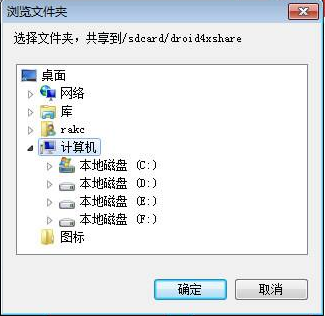 浏览文件夹
选择文件夹，共享到/sdcard/droid4xshare
桌面
网络
库
rakc
计算机
本地磁盘 (C:)
本地磁盘 (D:)
本地磁盘 (E:)
本地磁盘 (F:)
图标
确定
取消